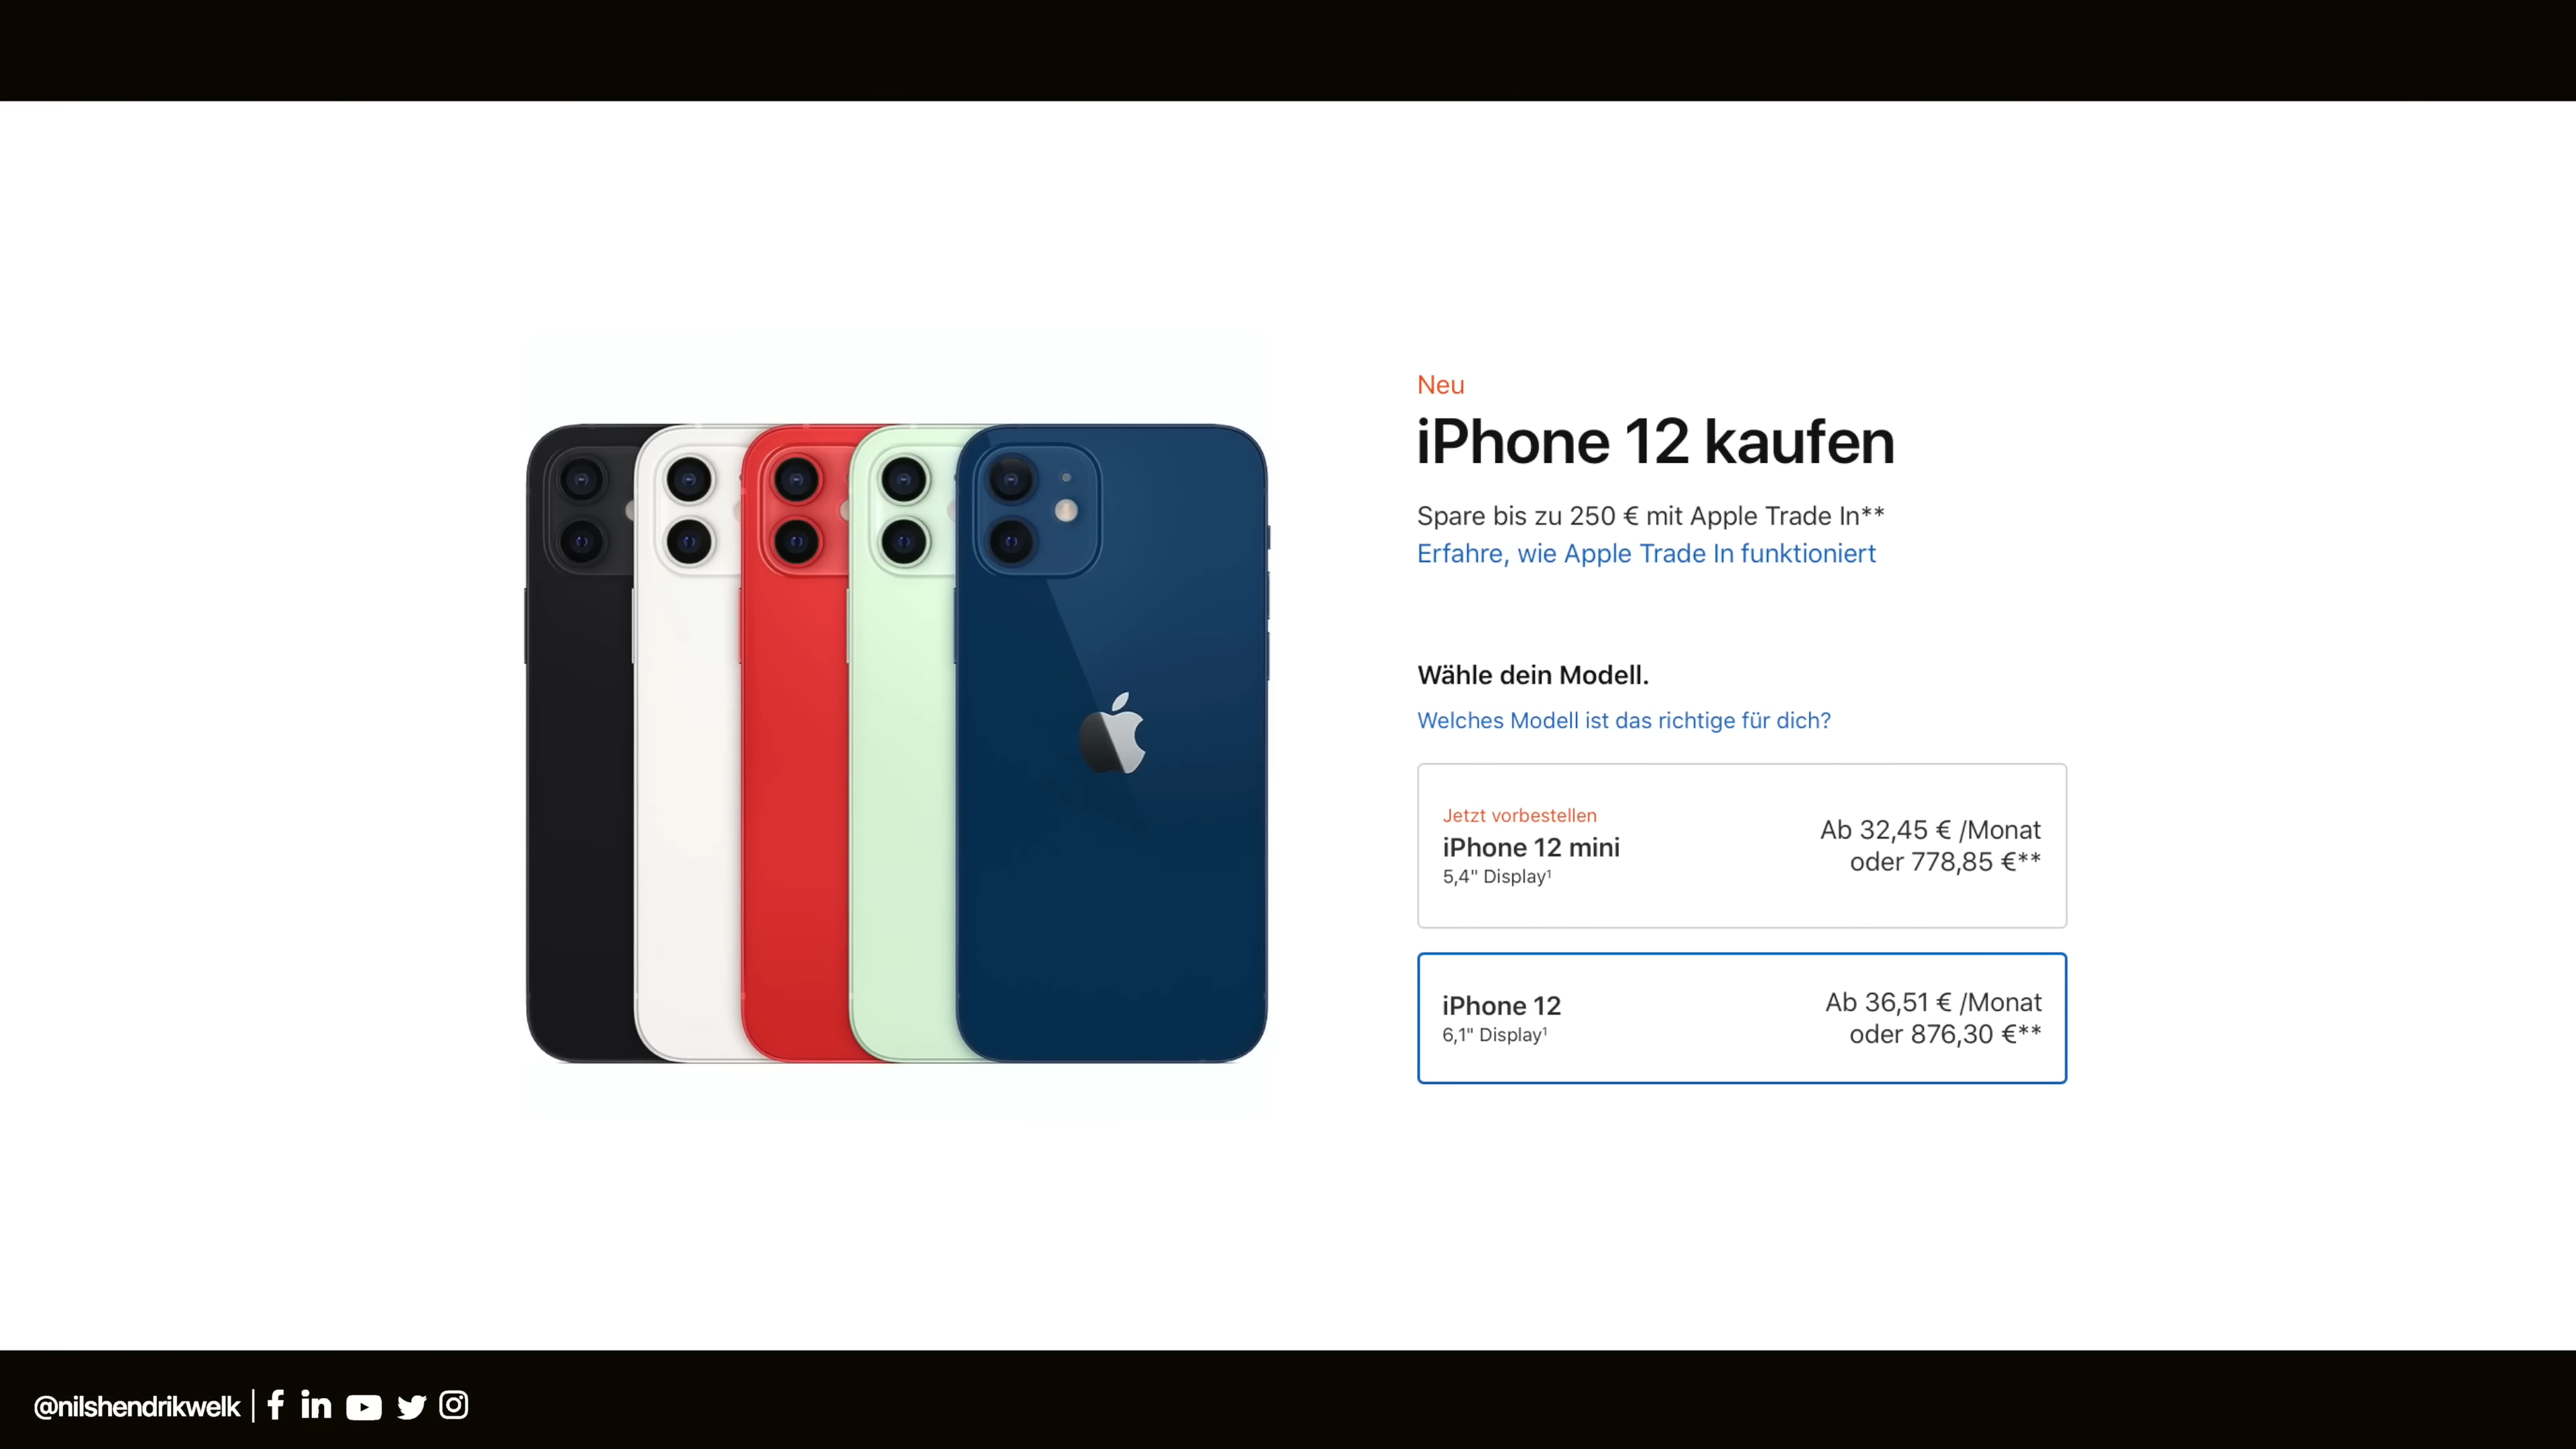 Neu
iPhone 12 kaufen
Spare bis zu 250 € mit Apple Trade In**
Erfahre, wie Apple Trade In funktioniert
Wähle dein Modell.
Welches Modell ist das richtige für dich?
Jetzt vorbestellen
iPhone 12 mini
5,4" Display¹
Ab 32,45 € /Monat
oder 778,85 €**
iPhone 12
6,1" Display¹
Ab 36,51 € /Monat
oder 876,30 €**
@nilshendrikwelk